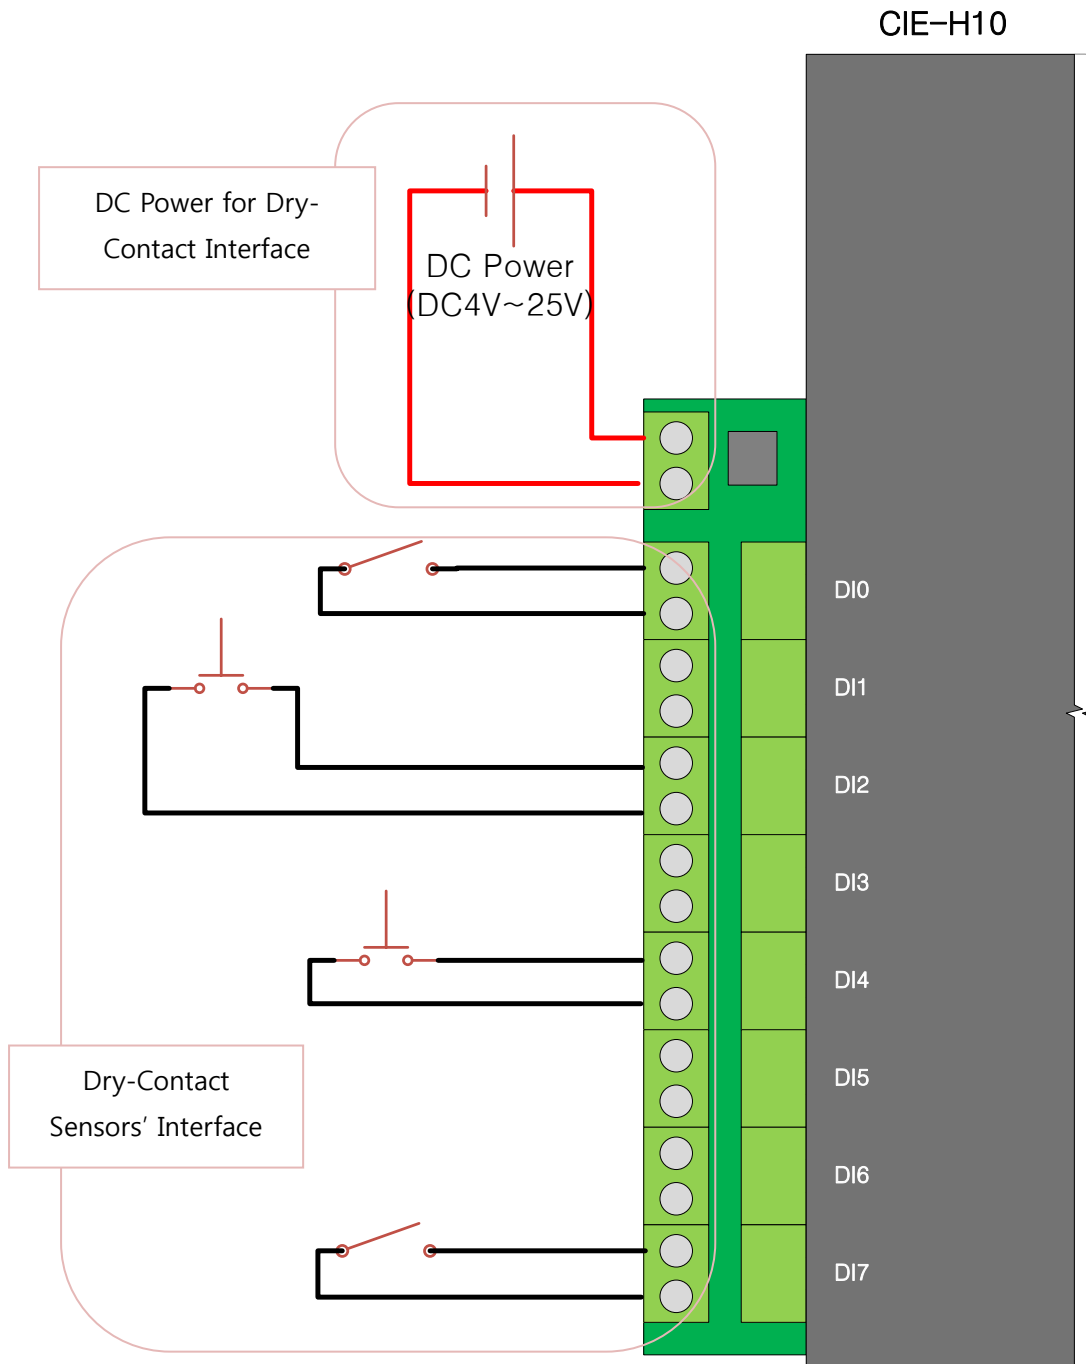 CIE-H10
DC Power for Dry-
Contact Interface
DC Power
(DC4V~25V)
DI0
DI1
DI2
DI3
DI4
DI5
DI6
DI7
Dry-Contact
Sensors' Interface